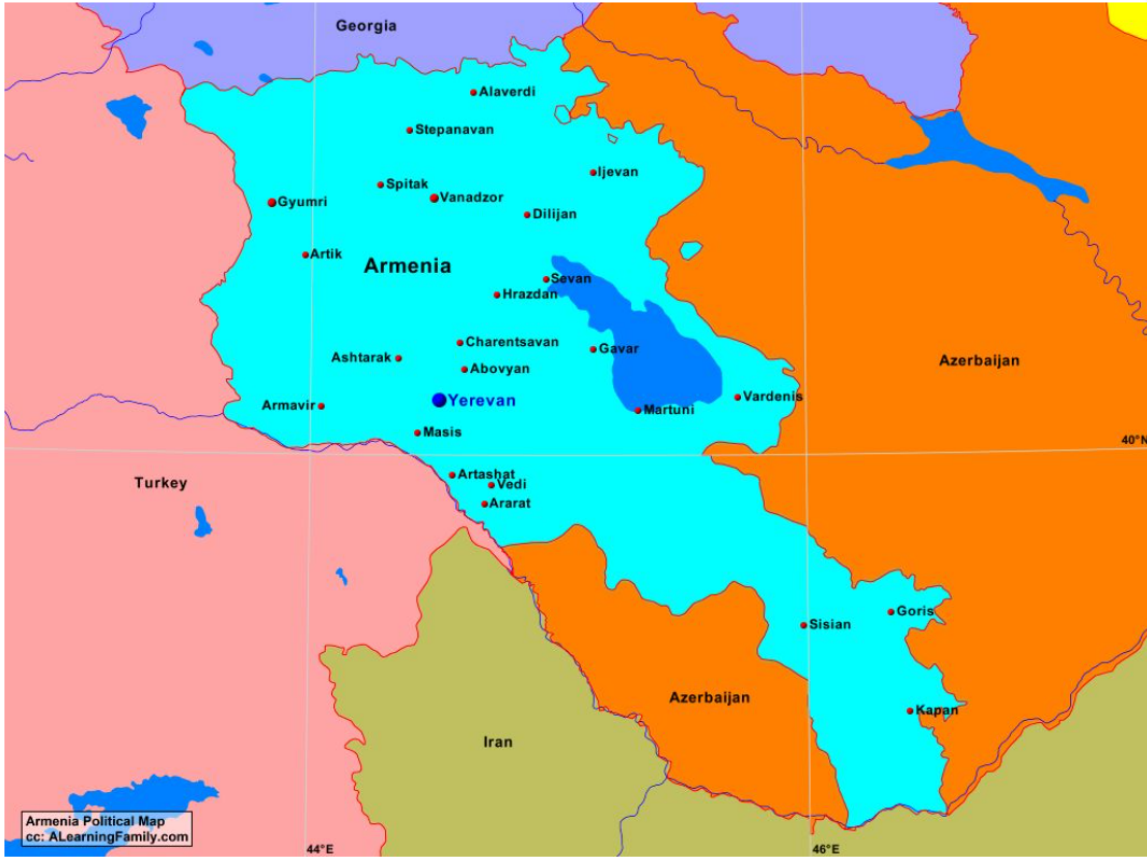 Georgia
Alaverdi
Stepanavan
Ijevan
Spitak
Vanadzor
Gyumri
Dilijan
Artik
Armenia
Sevan
Hrazdan
Charentsavan
Gavar
Ashtarak
Azerbaijan
Abovyan
Vardenis
Yerevan
Armavir
Martuni
Masis
40°N
Artashat
Turkey
Vedi
Ararat
Goris
Sisian
Azerbaijan
Kapan
Iran
Armenia Political Map
cc: ALearningFamily.com
44°E
46°E